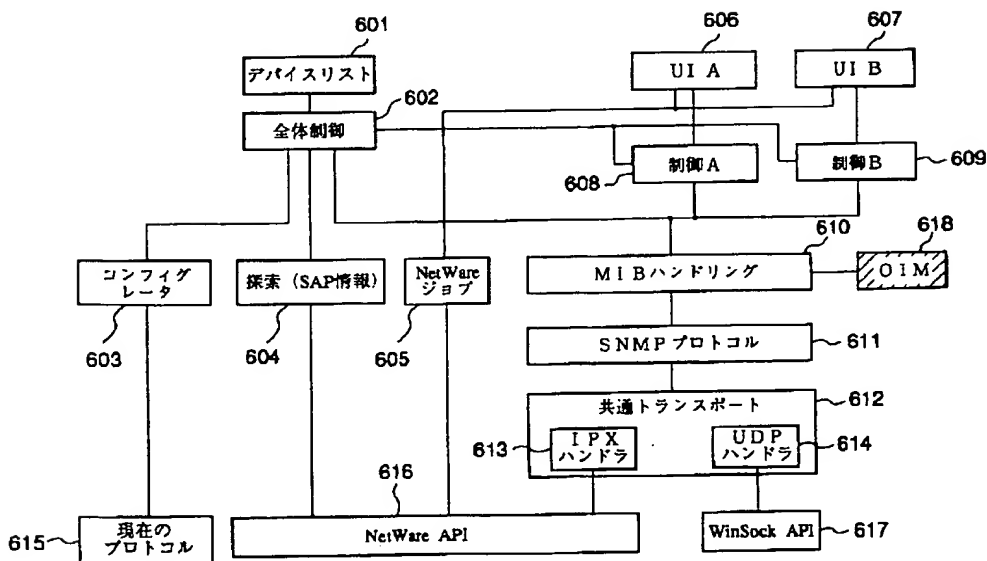 601
デバイスリスト
602
全体制御
606
UI A
607
UI B
608
制御A
制御B
609
コンフィグ
レータ
603
探索 (SAP情報)
604
NetWare
ジョブ
605
610
MIBハンドリング
618
OIM
SNMPプロトコル
611
共通トランスポート
612
613
IPX
ハンドラ
UDP
ハンドラ
614
615
現在の
プロトコル
616
NetWare API
WinSock API
617